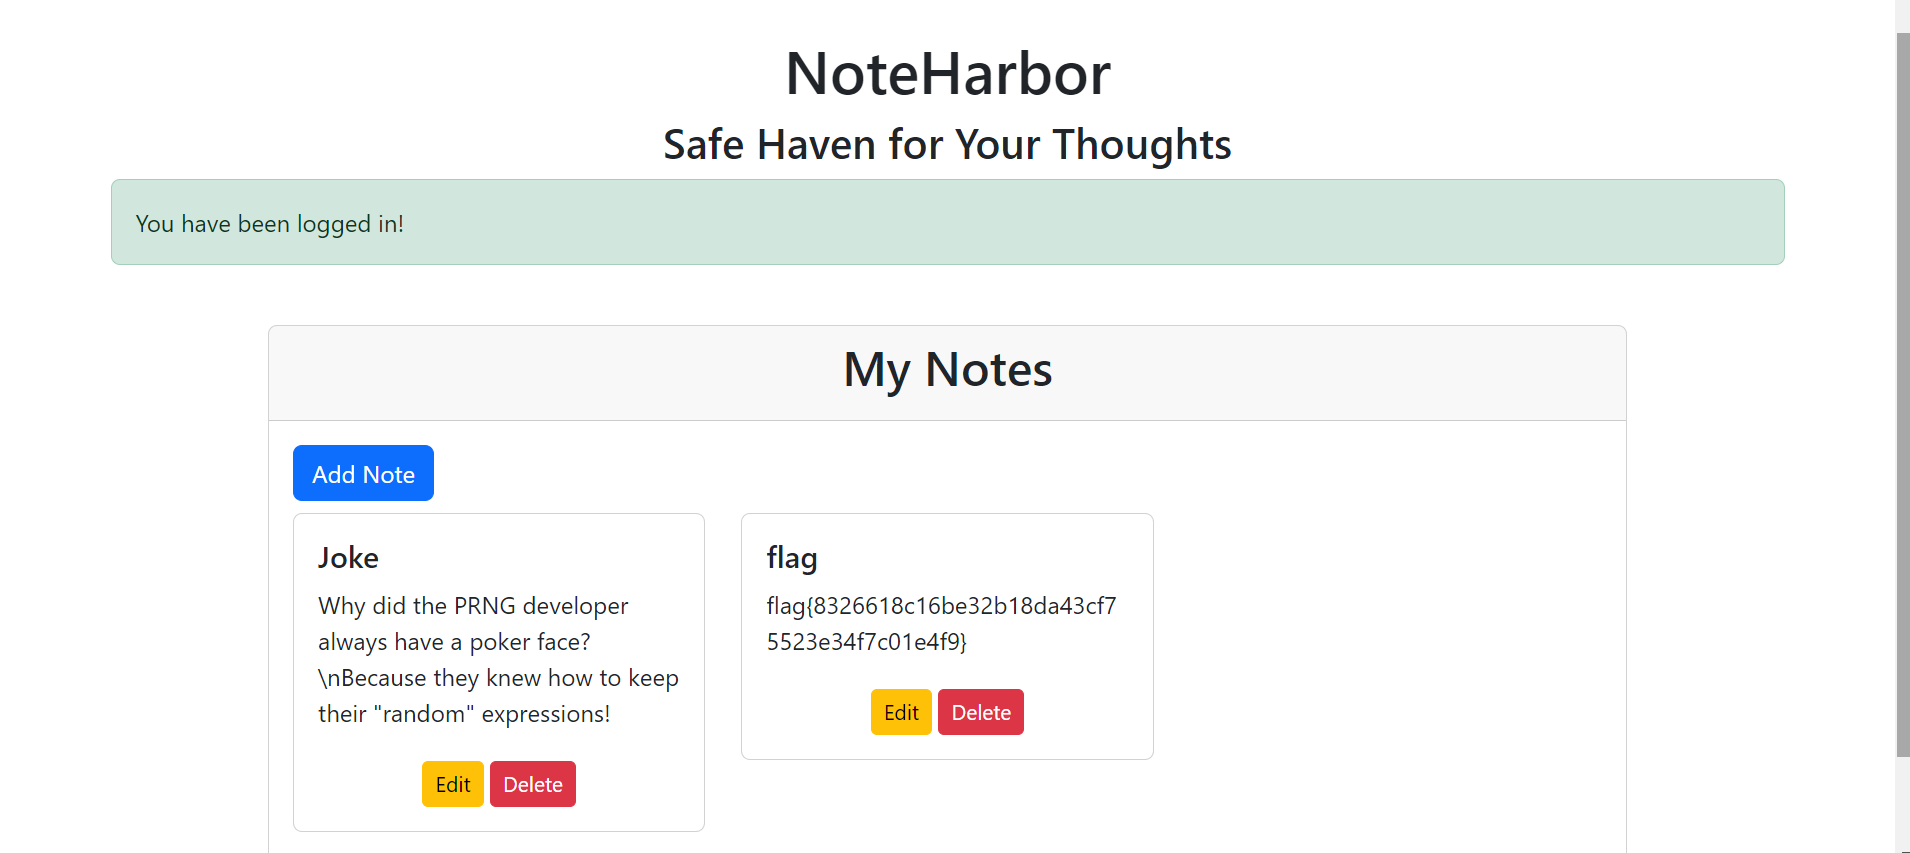 NoteHarbor
Safe Haven for Your Thoughts
You have been logged in!
My Notes
Add Note
Joke
Why did the PRNG developer
always have a poker face?
\nBecause they knew how to keep
their "random" expressions!
Edit Delete
flag
flag{8326618c16be32b18da43cf7
5523e34f7c01e4f9}
Edit Delete